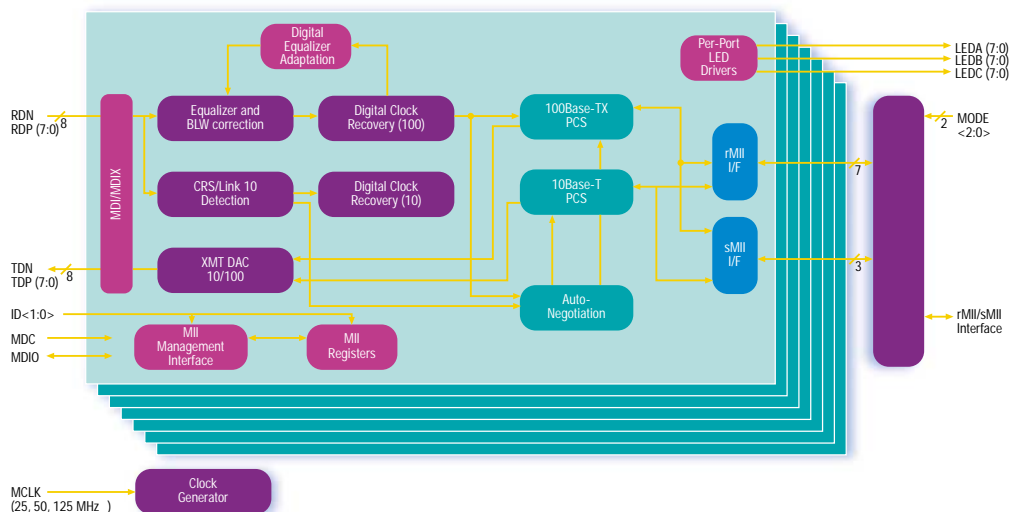 Digital
Equalizer
Adaptation
Per-Port
LED
Drivers
LEDA (7:0)
LEDB (7:0)
LEDC (7:0)
RDN
RDP (7:0)
8
MDI/MDIX
Equalizer and
BLW correction
Digital Clock
Recovery (100)
100Base-TX
PCS
rMII
I/F
7
2
MODE
<2:0>
CRS/Link 10
Detection
Digital Clock
Recovery (10)
10Base-T
PCS
sMII
I/F
3
TDN
TDP (7:0)
8
XMT DAC
10/100
Auto-
Negotiation
ID<1:0>
MDC
MDIO
MII
Management
Interface
MII
Registers
rMII/sMII
Interface
MCLK
(25, 50, 125 MHz )
Clock
Generator